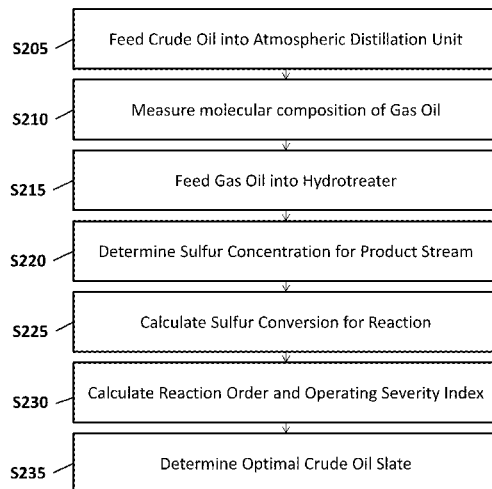 S205 Feed Crude Oil into Atmospheric Distillation Unit
S210 Measure molecular composition of Gas Oil
S215 Feed Gas Oil into Hydrotreater
S220 Determine Sulfur Concentration for Product Stream
S225 Calculate Sulfur Conversion for Reaction
S230 Calculate Reaction Order and Operating Severity Index
S235 Determine Optimal Crude Oil Slate